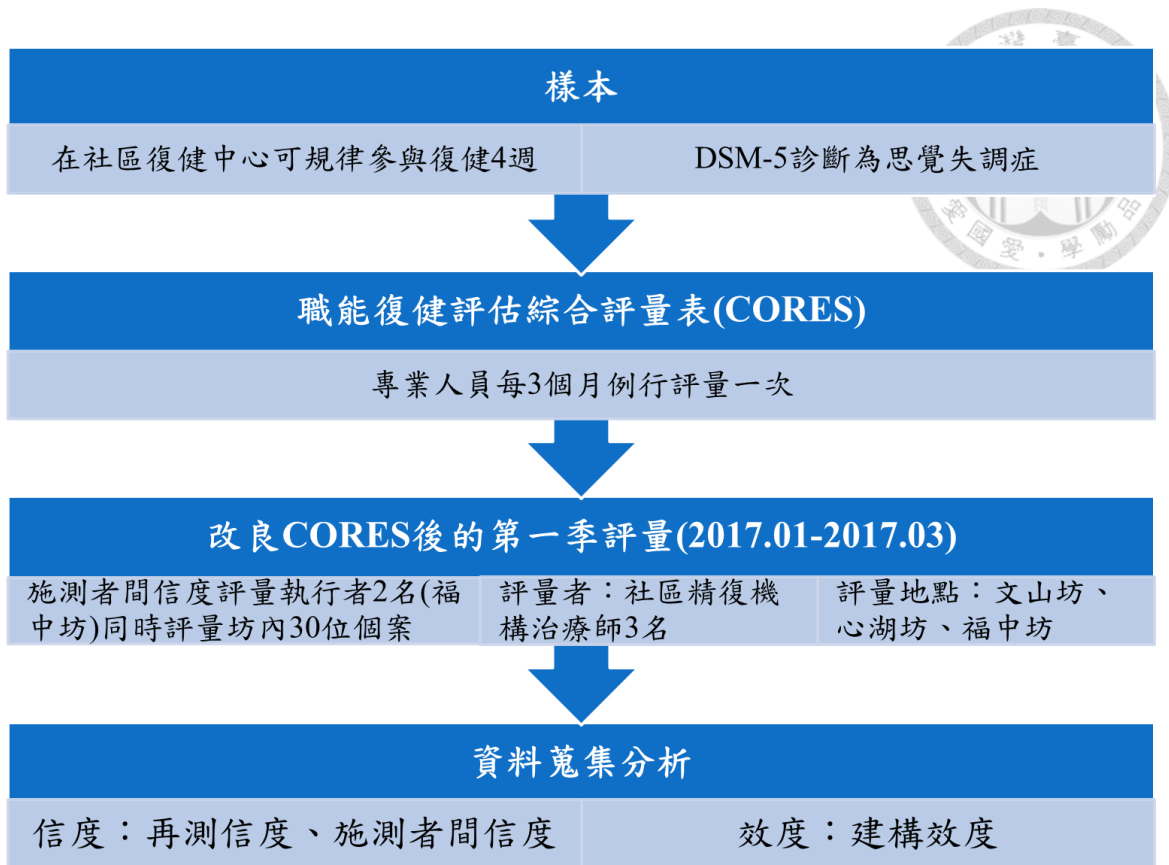 樣本
在社區復健中心可規律參與復健4週
DSM-5診斷為思覺失調症
職能復健評估綜合評量表(CORES)
專業人員每3個月例行評量一次
改良CORES後的第一季評量(2017.01-2017.03)
施測者間信度評量執行者2名(福
中坊)同時評量坊內30位個案
評量者：社區精復機
構治療師3名
評量地點：文山坊、
心湖坊、福中坊
資料蒐集分析
信度：再測信度、施測者間信度
效度：建構效度
愛國愛・學勵品